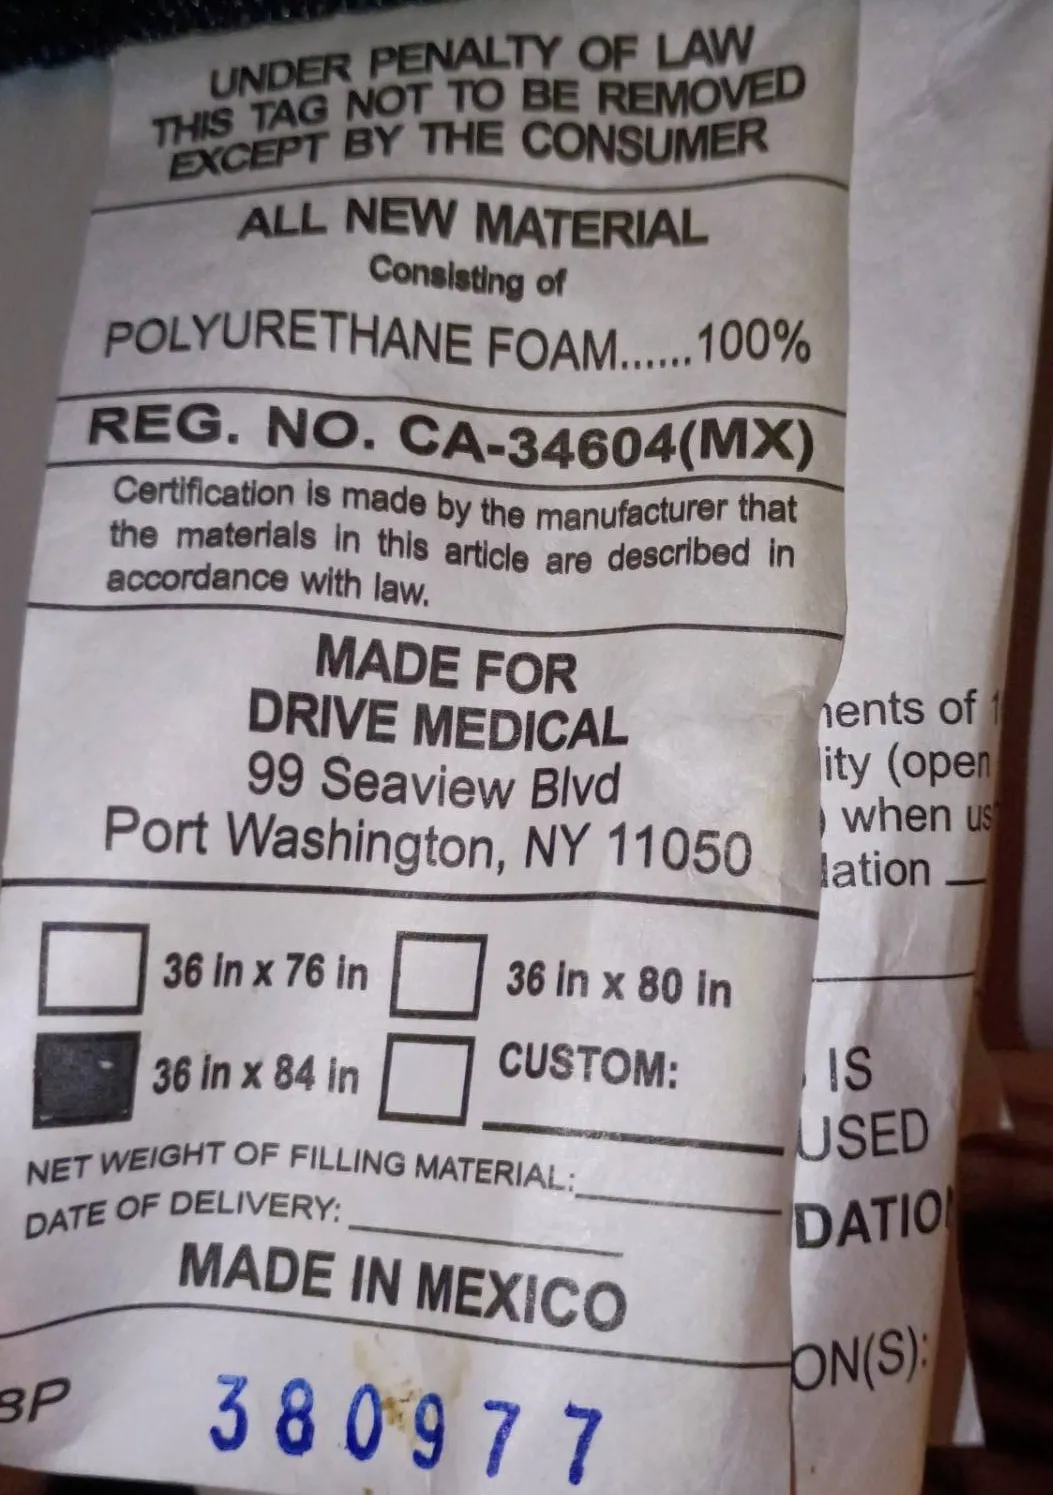 UNDER PENALTY OF LAW
THIS TAG NOT TO BE REMOVED
EXCEPT BY THE CONSUMER
ALL NEW MATERIAL
Consisting of
POLYURETHANE FOAM......100%
REG. NO. CA-34604(MX)
Certification is made by the manufacturer that
the materials in this article are described in
accordance with law.
MADE FOR
DRIVE MEDICAL
99 Seaview Blvd
Port Washington, NY 11050
36 in x 76 in
36 in x 80 in
36 in x 84 in
CUSTOM:
NET WEIGHT OF FILLING MATERIAL:
DATE OF DELIVERY:
MADE IN MEXICO
380977
of
(open
when
IS
USED